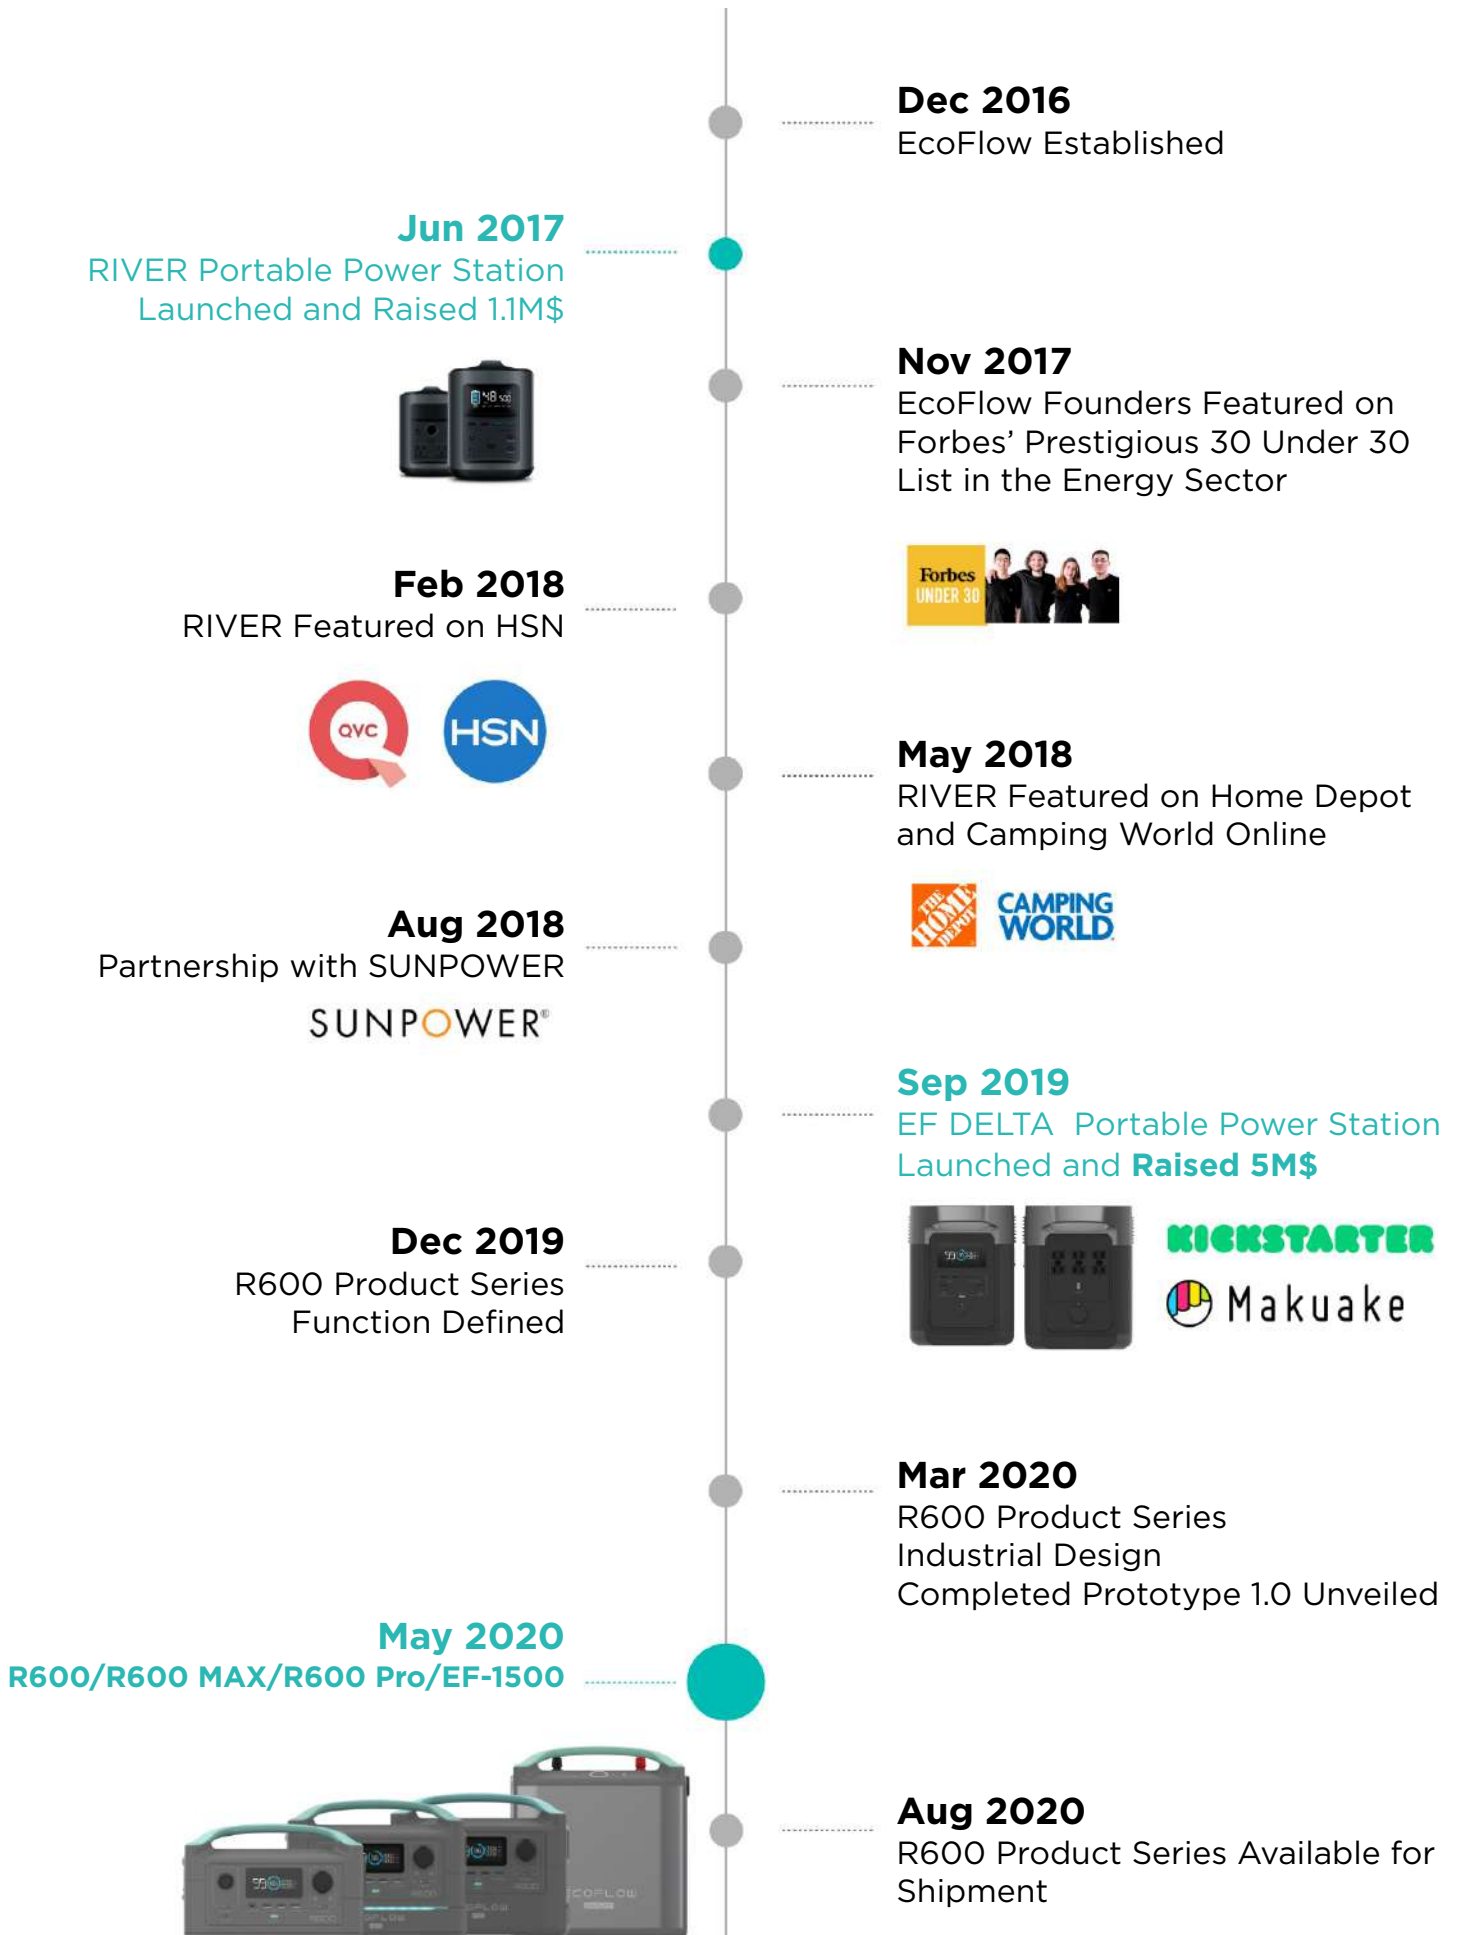 Dec 2016
EcoFlow Established
Jun 2017
RIVER Portable Power Station
Launched and Raised 1.1M$
Nov 2017
EcoFlow Founders Featured on
Forbes’ Prestigious 30 Under 30
List in the Energy Sector
Forbes
UNDER 30
Feb 2018
RIVER Featured on HSN
QVC
HSN
May 2018
RIVER Featured on Home Depot
and Camping World Online
THE
HOME
DEPOT
CAMPING
WORLD
Aug 2018
Partnership with SUNPOWER
SUNPOWER®
Sep 2019
EF DELTA Portable Power Station
Launched and Raised 5M$
KICKSTARTER
Makuake
Dec 2019
R600 Product Series
Function Defined
Mar 2020
R600 Product Series
Industrial Design
Completed Prototype 1.0 Unveiled
May 2020
R600/R600 MAX/R600 Pro/EF-1500
Aug 2020
R600 Product Series Available for
Shipment